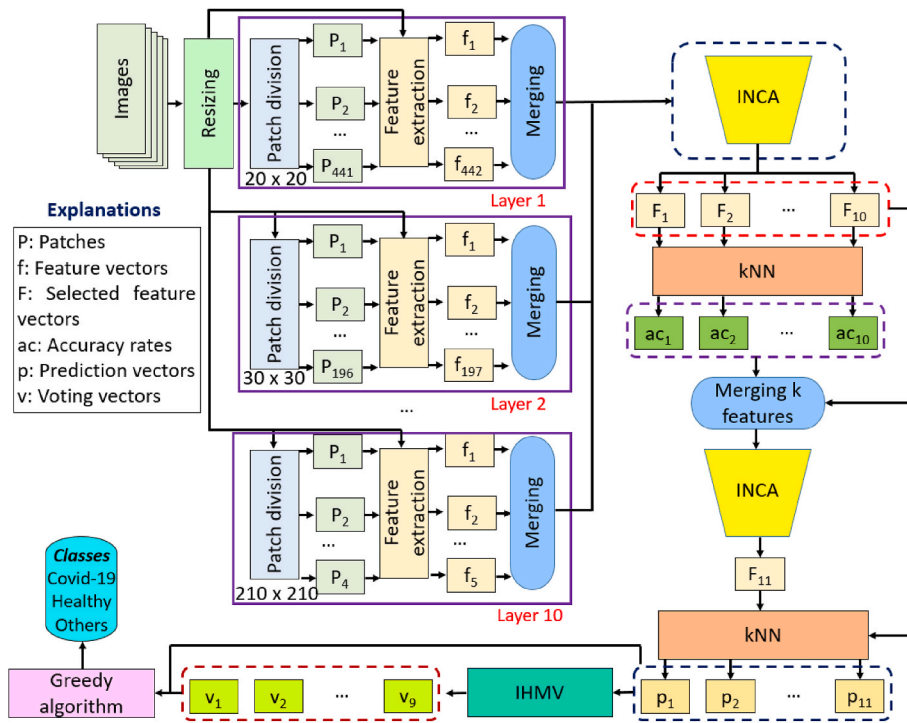 Images
Resizing
Patch division
20 x 20
P1
P2
...
P441
Feature extraction
f1
f2
...
f442
Merging
Layer 1
Patch division
30 x 30
P1
P2
...
P196
Feature extraction
f1
f2
...
f197
Merging
Layer 2
...
Patch division
210 x 210
P1
P2
...
P4
Feature extraction
f1
f2
...
f5
Merging
Layer 10
Explanations
P: Patches
f: Feature vectors
F: Selected feature
vectors
ac: Accuracy rates
p: Prediction vectors
v: Voting vectors
INCA
F1 F2 ... F10
kNN
ac1 ac2 ... ac10
Merging k
features
INCA
F11
kNN
p1 p2 ... p11
IHMV
v1 v2 ... v9
Greedy
algorithm
Classes
Covid-19
Healthy
Others